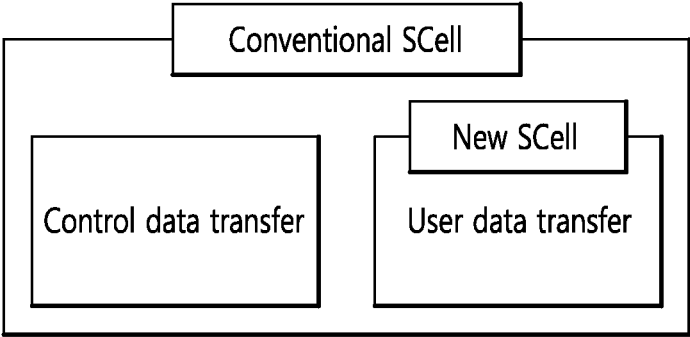 Conventional SCell
New SCell
Control data transfer
User data transfer